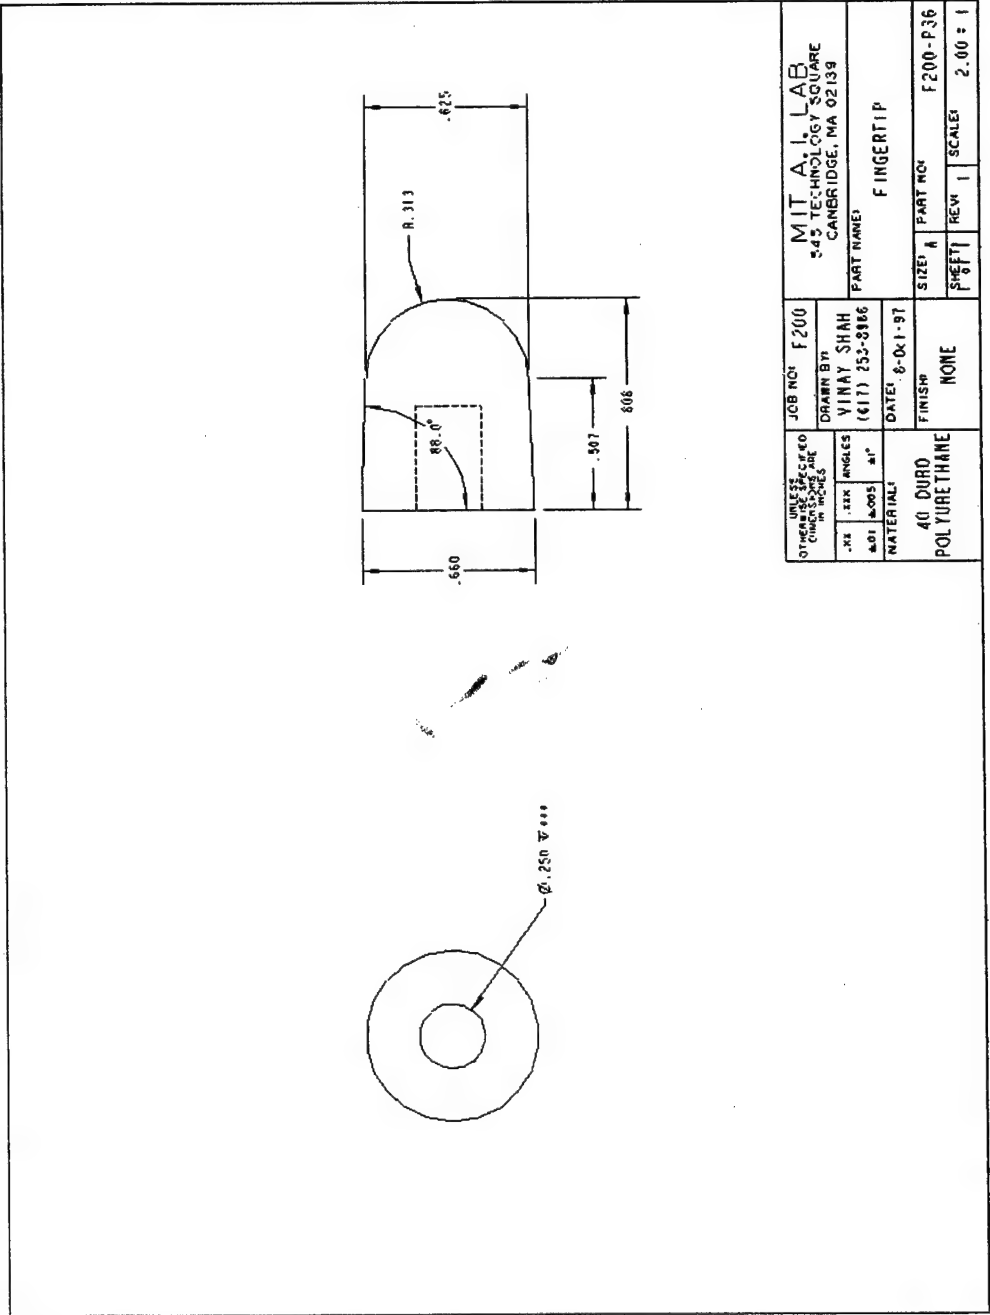 .625
R.313
88.0°
.507
.808
.660
Ø.250
UNLESS
OTHERWISE SPECIFIED
DIMENSIONS ARE
IN INCHES
.XX .XXX ANGLES
±.01 ±.005 ±1°
MATERIAL:
40 DURO
POLYURETHANE
JOB NO: F200
DRAWN BY:
VINAY SHAH
(617) 253-8986
DATE: 8-Oct-97
FINISH:
NONE
MIT A.I. LAB
545 TECHNOLOGY SQUARE
CAMBRIDGE, MA 02139
PART NAME:
FINGERTIP
SIZE: A PART NO: F200-P36
SHEET: 1 OF 1 REV: 1 SCALE: 2.00 : 1